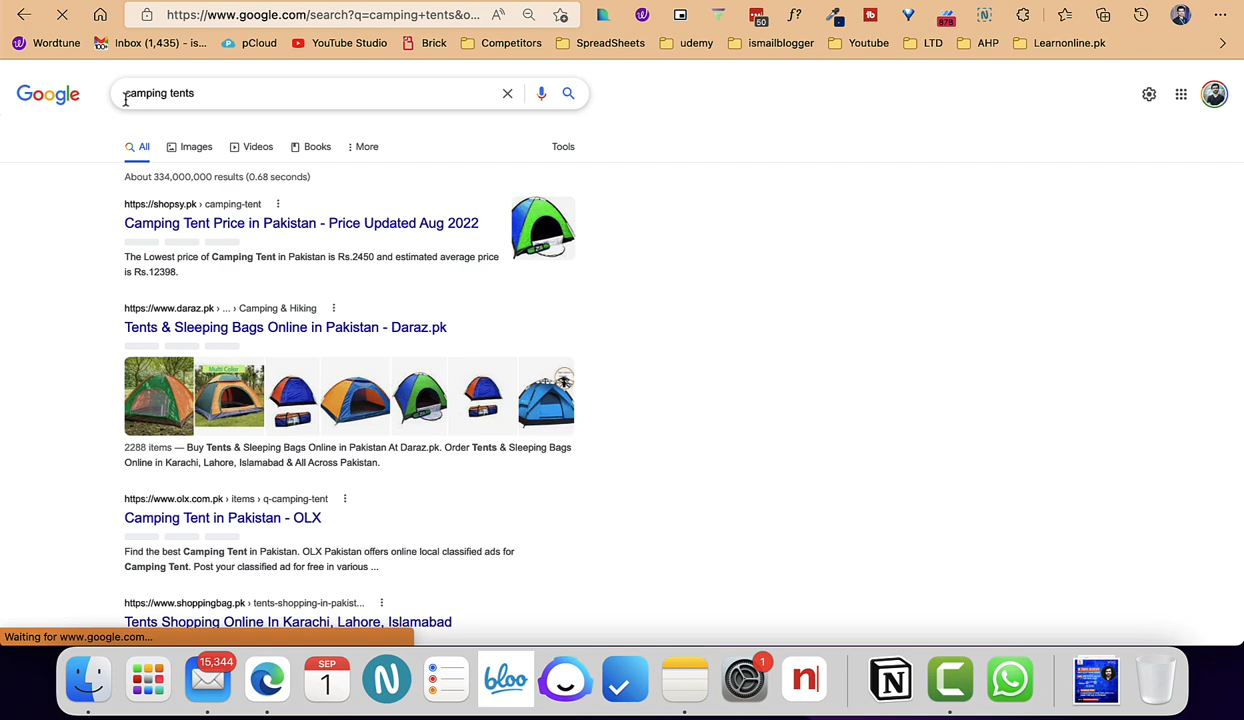 https://www.google.com/search?q=camping+tents&o...
50
f?
87B
Wordtune
Inbox (1,435) - is...
pCloud
YouTube Studio
Brick
Competitors
SpreadSheets
udemy
ismailblogger
Youtube
LTD
AHP
Learnonline.pk
Google
camping tents
All
Images
Videos
Books
More
Tools
About 334,000,000 results (0.68 seconds)
https://shopsy.pk › camping-tent
Camping Tent Price in Pakistan - Price Updated Aug 2022
The Lowest price of Camping Tent in Pakistan is Rs.2450 and estimated average price
is Rs.12398.
https://www.daraz.pk › ... › Camping & Hiking
Tents & Sleeping Bags Online in Pakistan - Daraz.pk
Multi Color
2288 items — Buy Tents & Sleeping Bags Online in Pakistan At Daraz.pk. Order Tents & Sleeping Bags
Online in Karachi, Lahore, Islamabad & All Across Pakistan.
https://www.olx.com.pk › items › q-camping-tent
Camping Tent in Pakistan - OLX
Find the best Camping Tent in Pakistan. OLX Pakistan offers online local classified ads for
Camping Tent. Post your classified ad for free in various ...
https://www.shoppingbag.pk › tents-shopping-in-pakist...
Tents Shopping Online In Karachi, Lahore, Islamabad
Waiting for www.google.com...
15,344
SEP
1
N
bloo
1
n
N
C